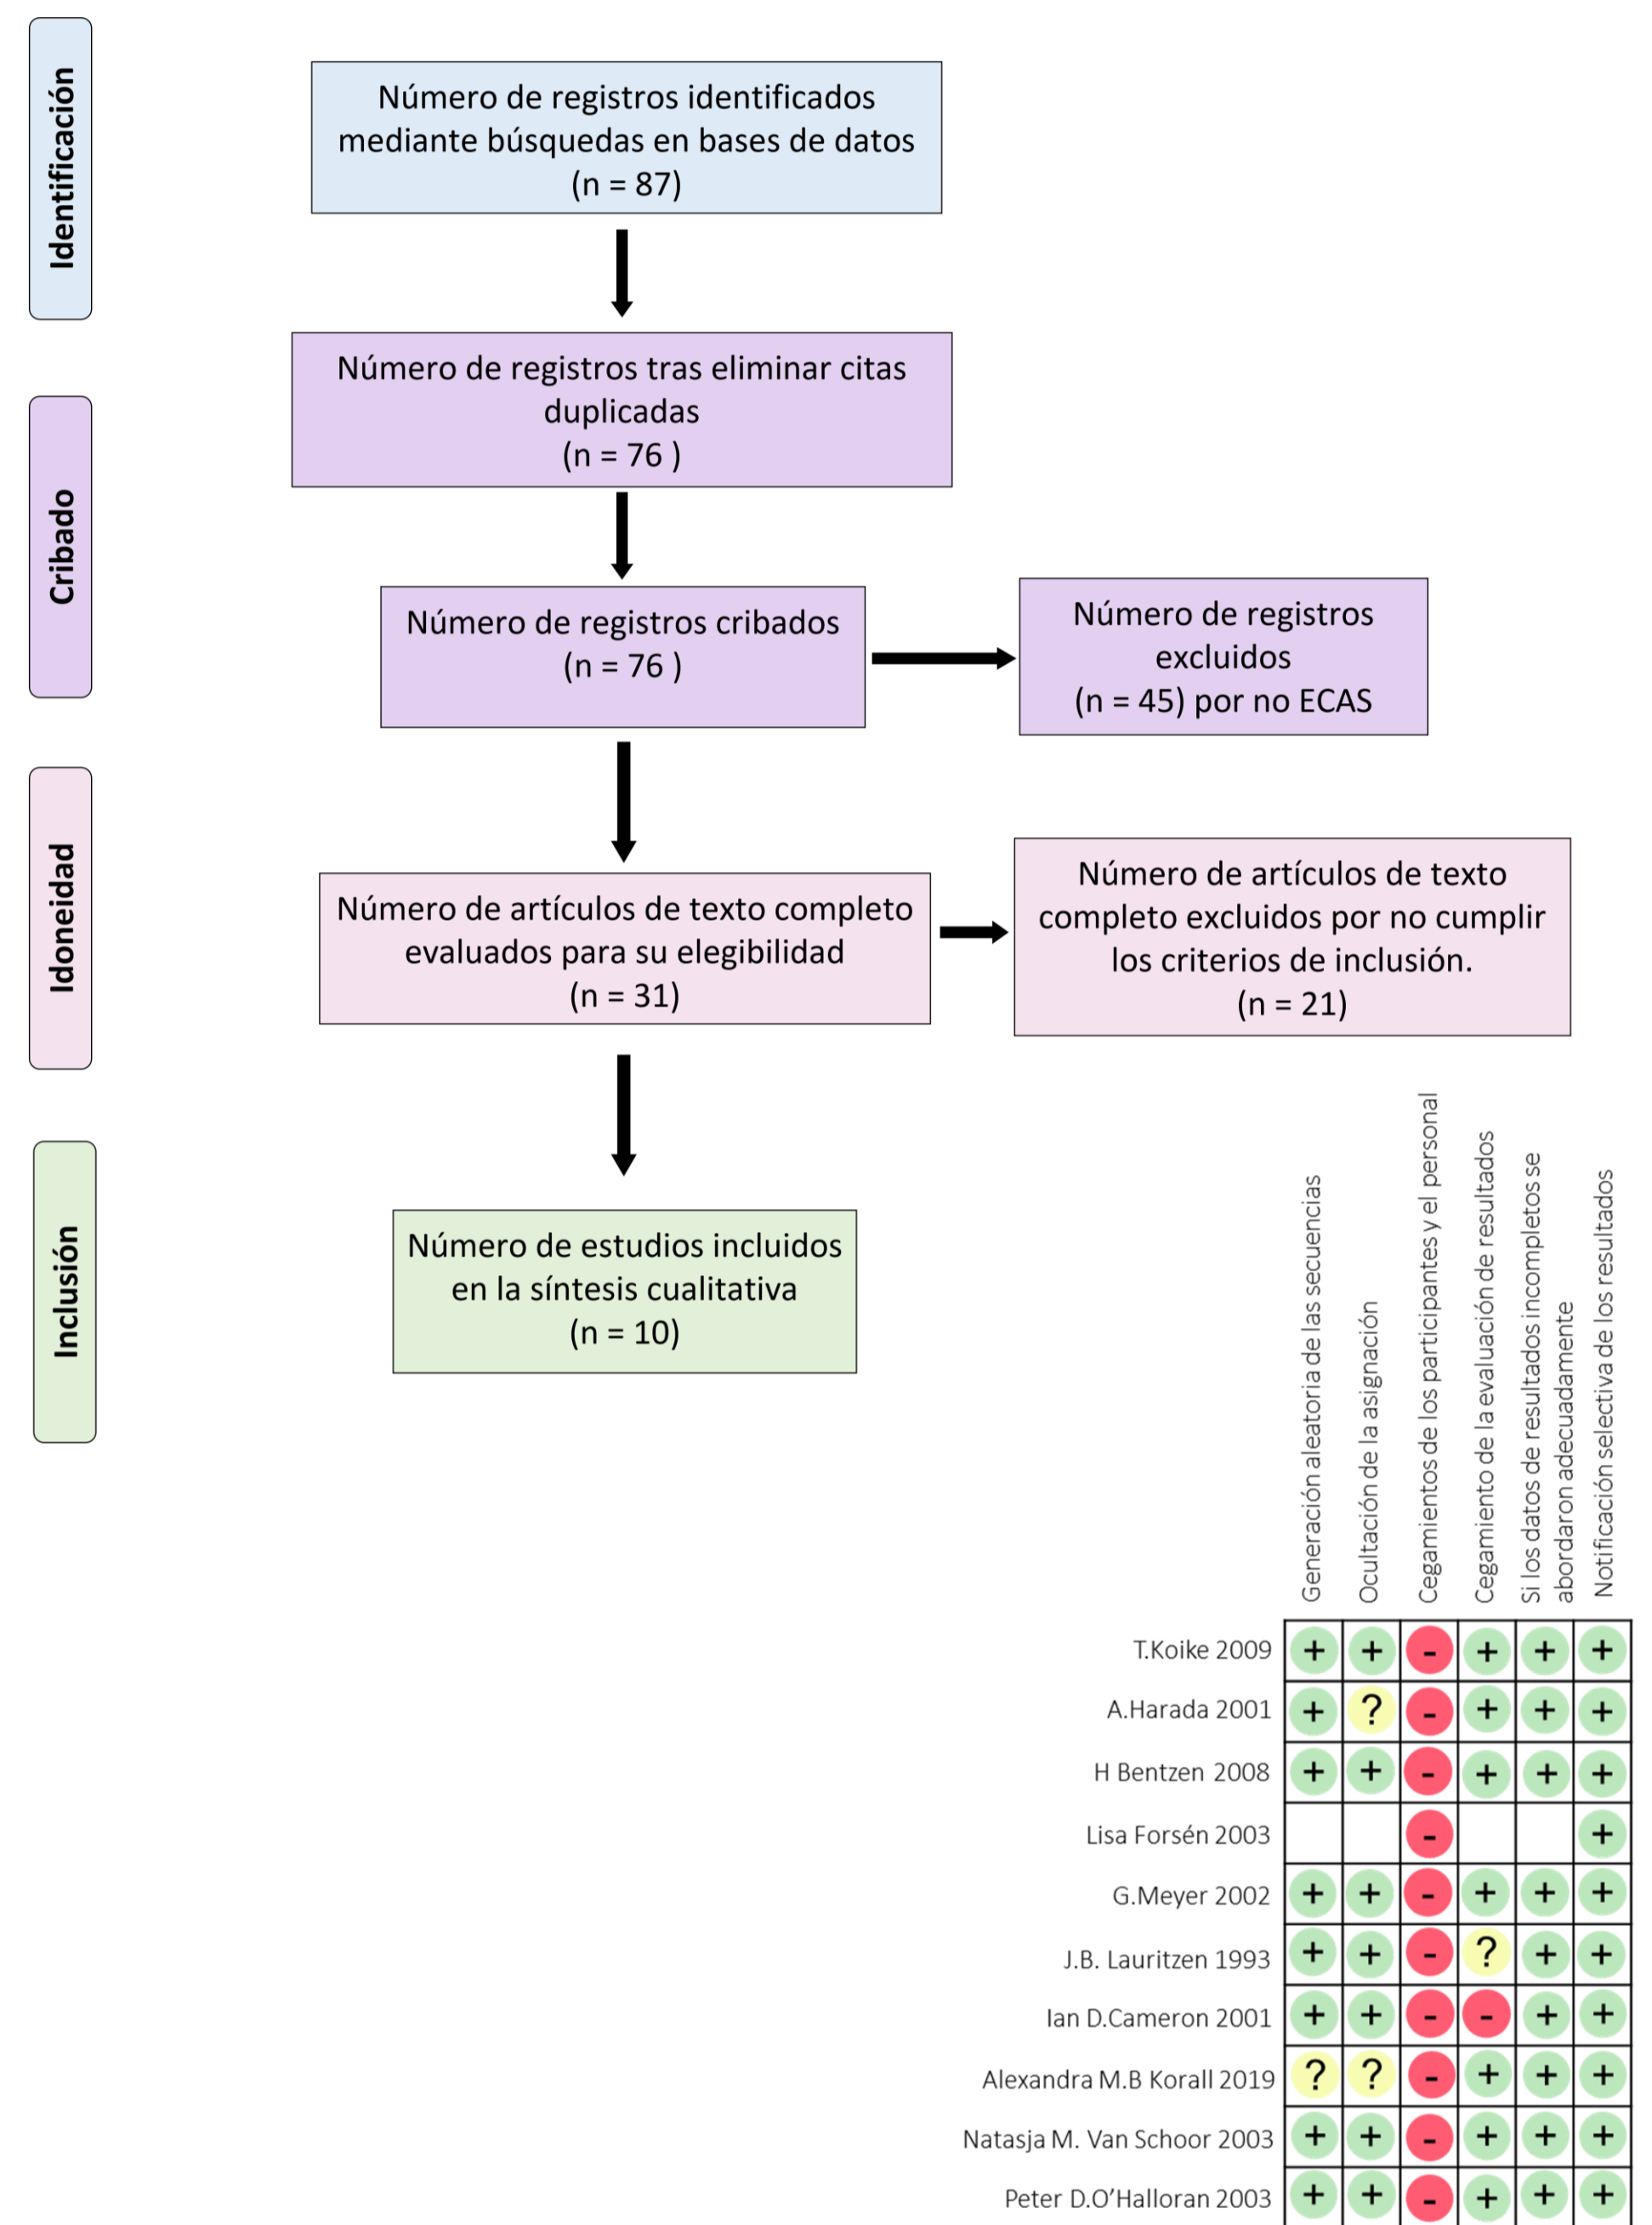 Identificación
Número de registros identificados
mediante búsquedas en bases de datos
(n = 87)
Número de registros tras eliminar citas
duplicadas
(n = 76 )
Cribado
Número de registros cribados
(n = 76 )
Número de registros
excluidos
(n = 45) por no ECAS
Idoneidad
Número de artículos de texto completo
evaluados para su elegibilidad
(n = 31)
Número de artículos de texto
completo excluidos por no cumplir
los criterios de inclusión.
(n = 21)
Inclusión
Número de estudios incluidos
en la síntesis cualitativa
(n = 10)
Generación aleatoria de las secuencias
Ocultación de la asignación
Cegamientos de los participantes y el personal
Cegamiento de la evaluación de resultados
Si los datos de resultados incompletos se
abordaron adecuadamente
Notificación selectiva de los resultados
T.Koike 2009 + + - + + +
A.Harada 2001 + ? - + + +
H Bentzen 2008 + + - + + +
Lisa Forsén 2003 - +
G.Meyer 2002 + + - + + +
J.B. Lauritzen 1993 + + - ? + +
Ian D.Cameron 2001 + + - - + +
Alexandra M.B Korall 2019 ? ? - + + +
Natasja M. Van Schoor 2003 + + - + + +
Peter D.O’Halloran 2003 + + - + + +